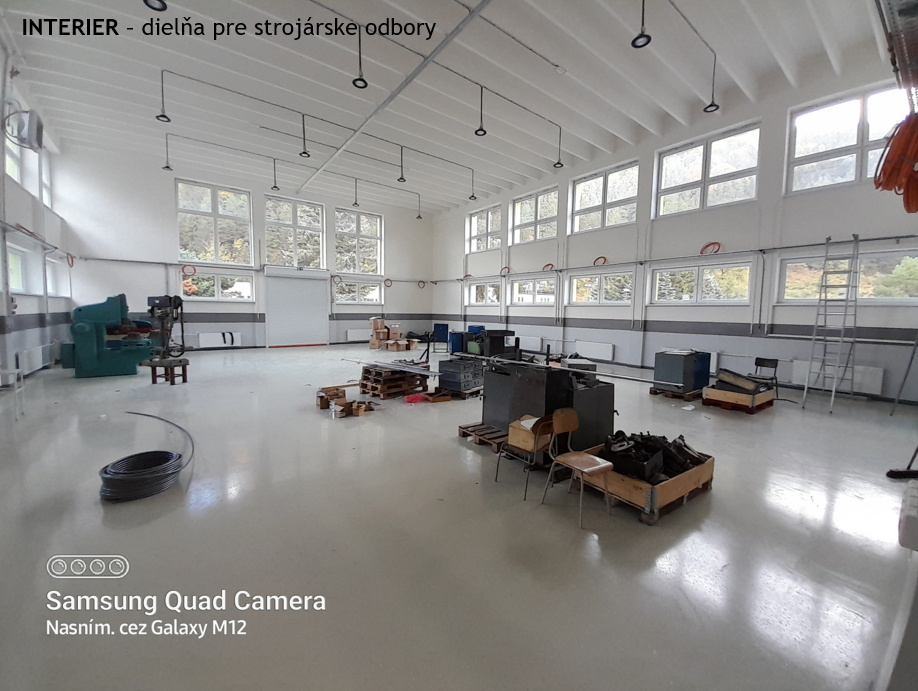 INTERIER – dielňa pre strojárske odbory
Samsung Quad Camera
Nasním. cez Galaxy M12